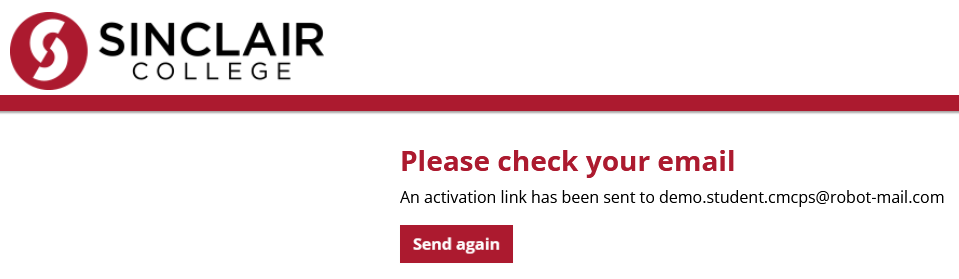 SINCLAIR
COLLEGE
Please check your email
An activation link has been sent to demo.student.cmcps@robot-mail.com
Send again